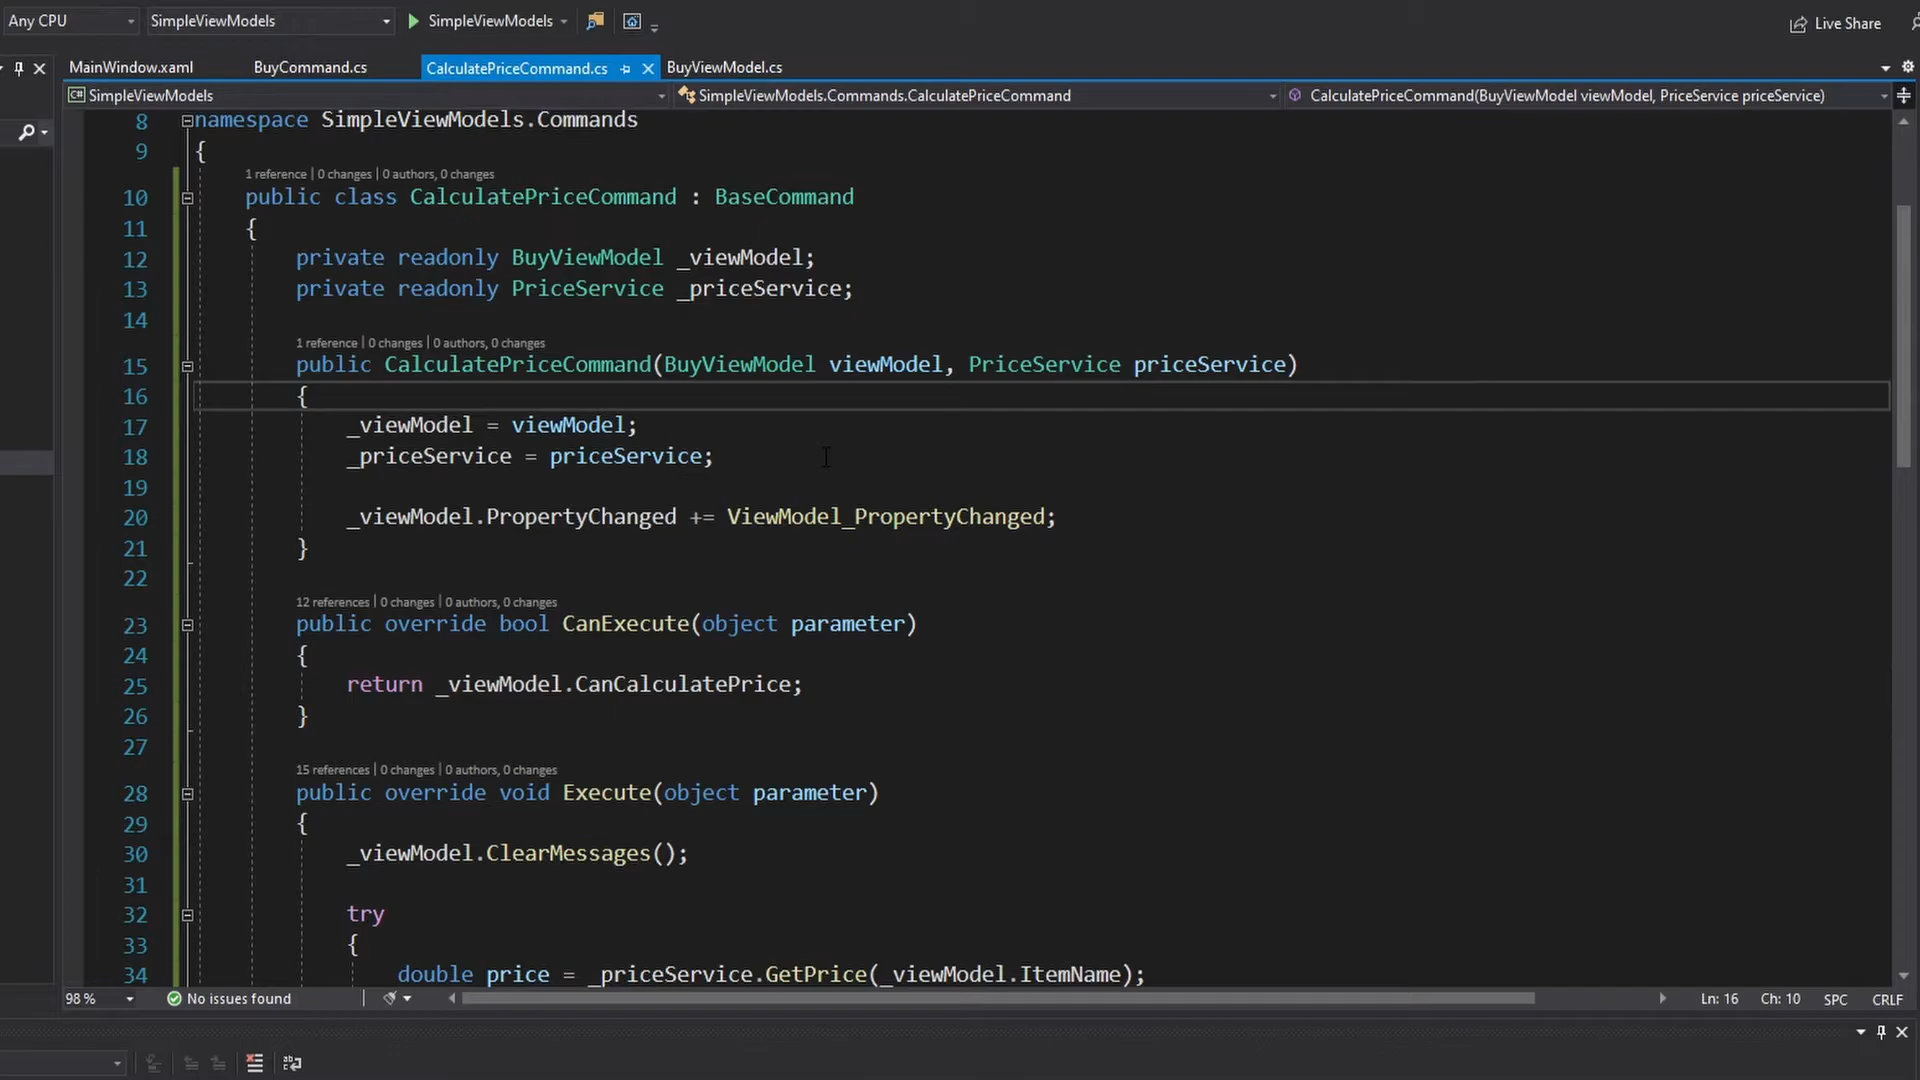 Any CPU SimpleViewModels SimpleViewModels Live Share
MainWindow.xaml BuyCommand.cs CalculatePriceCommand.cs BuyViewModel.cs
C# SimpleViewModels SimpleViewModels.Commands.CalculatePriceCommand CalculatePriceCommand(BuyViewModel viewModel, PriceService priceService)
8 namespace SimpleViewModels.Commands
9 {
1 reference | 0 changes | 0 authors, 0 changes
10 public class CalculatePriceCommand : BaseCommand
11 {
12 private readonly BuyViewModel _viewModel;
13 private readonly PriceService _priceService;
14
1 reference | 0 changes | 0 authors, 0 changes
15 public CalculatePriceCommand(BuyViewModel viewModel, PriceService priceService)
16 {
17 _viewModel = viewModel;
18 _priceService = priceService;
19
20 _viewModel.PropertyChanged += ViewModel_PropertyChanged;
21 }
22
12 references | 0 changes | 0 authors, 0 changes
23 public override bool CanExecute(object parameter)
24 {
25 return _viewModel.CanCalculatePrice;
26 }
27
15 references | 0 changes | 0 authors, 0 changes
28 public override void Execute(object parameter)
29 {
30 _viewModel.ClearMessages();
31
32 try
33 {
34 double price = _priceService.GetPrice(_viewModel.ItemName);
98 % No issues found Ln: 16 Ch: 10 SPC CRLF